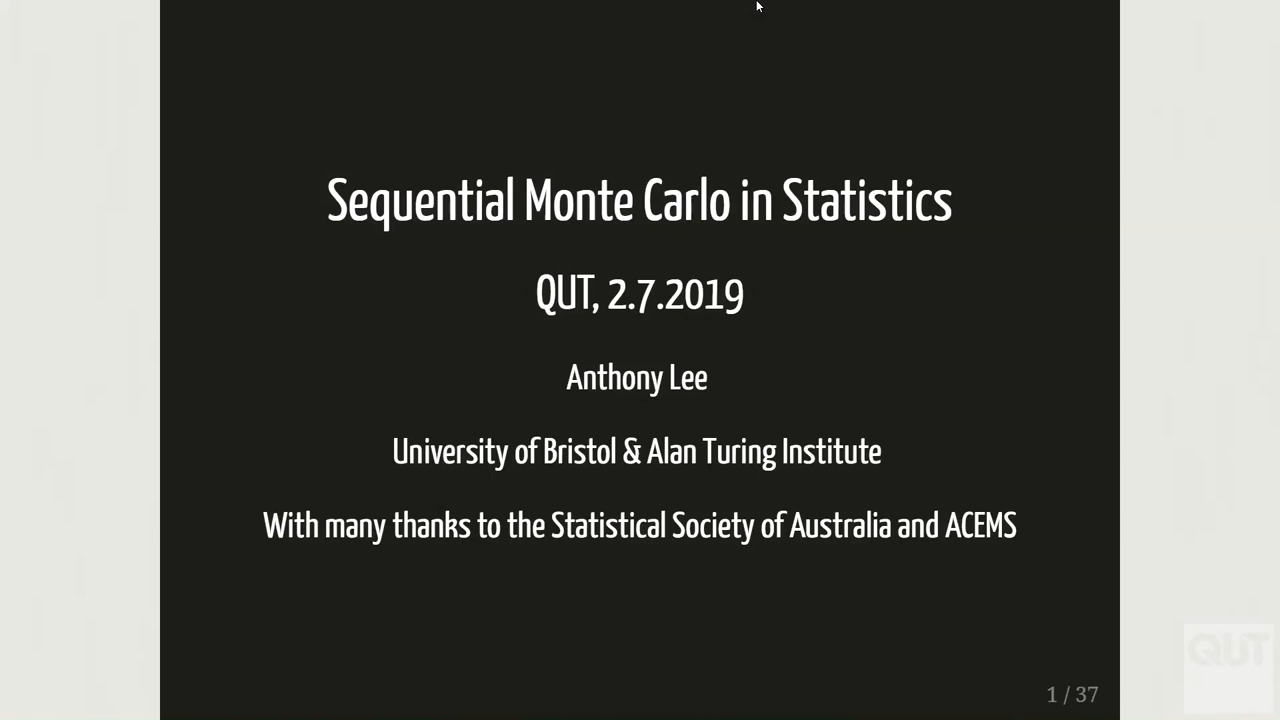 Sequential Monte Carlo in Statistics
QUT, 2.7.2019
Anthony Lee
University of Bristol & Alan Turing Institute
With many thanks to the Statistical Society of Australia and ACEMS
1 / 37
QUT